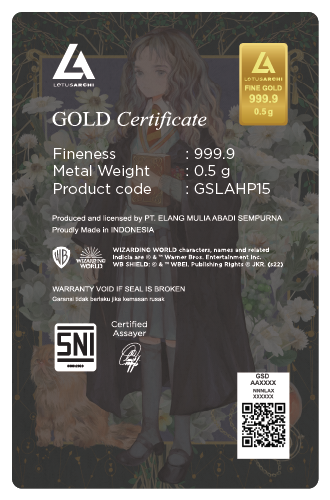 LOTUSARCHI
LOTUSARCHI
FINE GOLD
999.9
0.5 g
GOLD Certificate
Fineness : 999.9
Metal Weight : 0.5 g
Product code : GSLAHP15
Produced and licensed by PT. ELANG MULIA ABADI SEMPURNA
Proudly Made in INDONESIA
WB
WIZARDING
WORLD
WIZARDING WORLD characters, names and related
indicia are © & ™ Warner Bros. Entertainment Inc.
WB SHIELD: © & ™ WBEI. Publishing Rights © JKR. (s22)
WARRANTY VOID IF SEAL IS BROKEN
Garansi tidak berlaku jika kemasan rusak
SNI
Certified
Assayer
GSD
AAXXXX
NNNLAX
XXXXXX